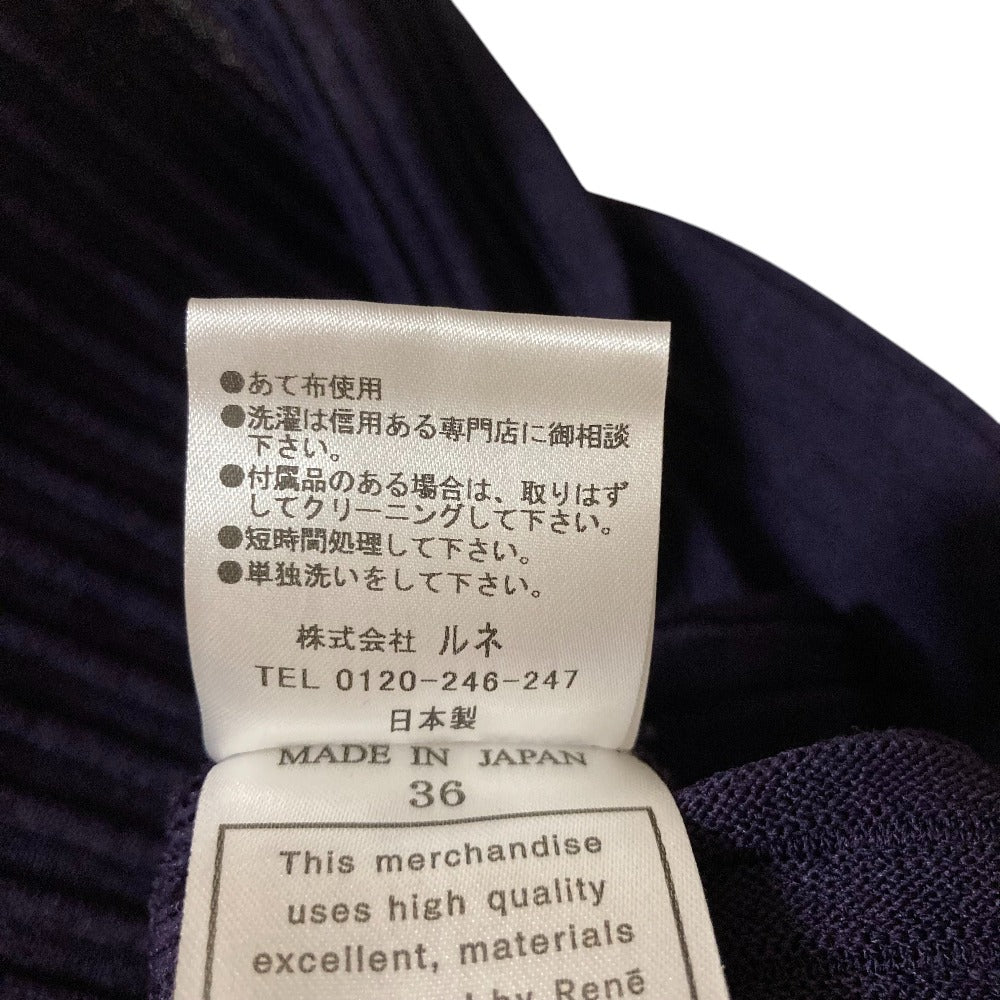 ●あて布使用
●洗濯は信用ある専門店に御相談
下さい。
●付属品のある場合は、取りはず
してクリーニングして下さい。
●短時間処理して下さい。
●単独洗いをして下さい。
株式会社 ルネ
TEL 0120-246-247
日本製
MADE IN JAPAN
36
This merchandise
uses high quality
excellent, materials
by René